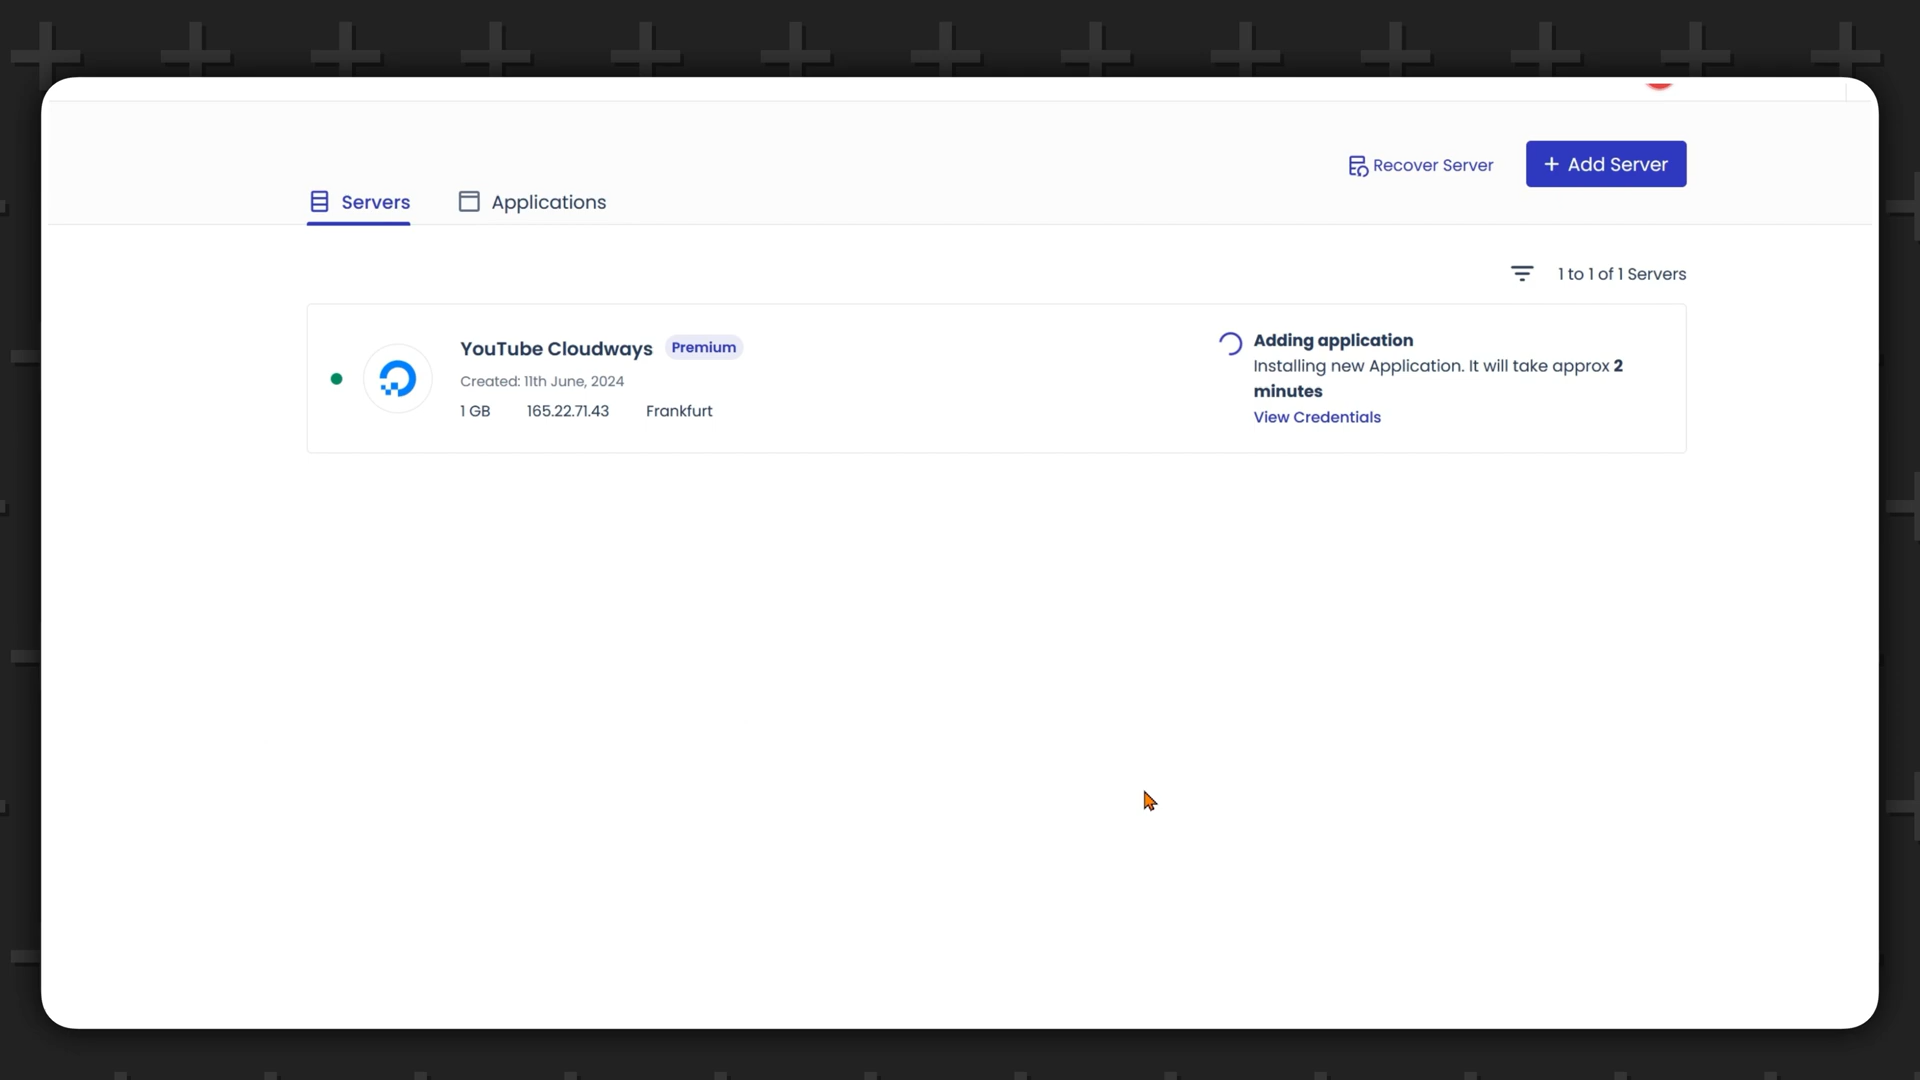 Recover Server
+ Add Server
Servers
Applications
1 to 1 of 1 Servers
YouTube Cloudways Premium
Created: 11th June, 2024
1 GB 165.22.71.43 Frankfurt
Adding application
Installing new Application. It will take approx 2
minutes
View Credentials